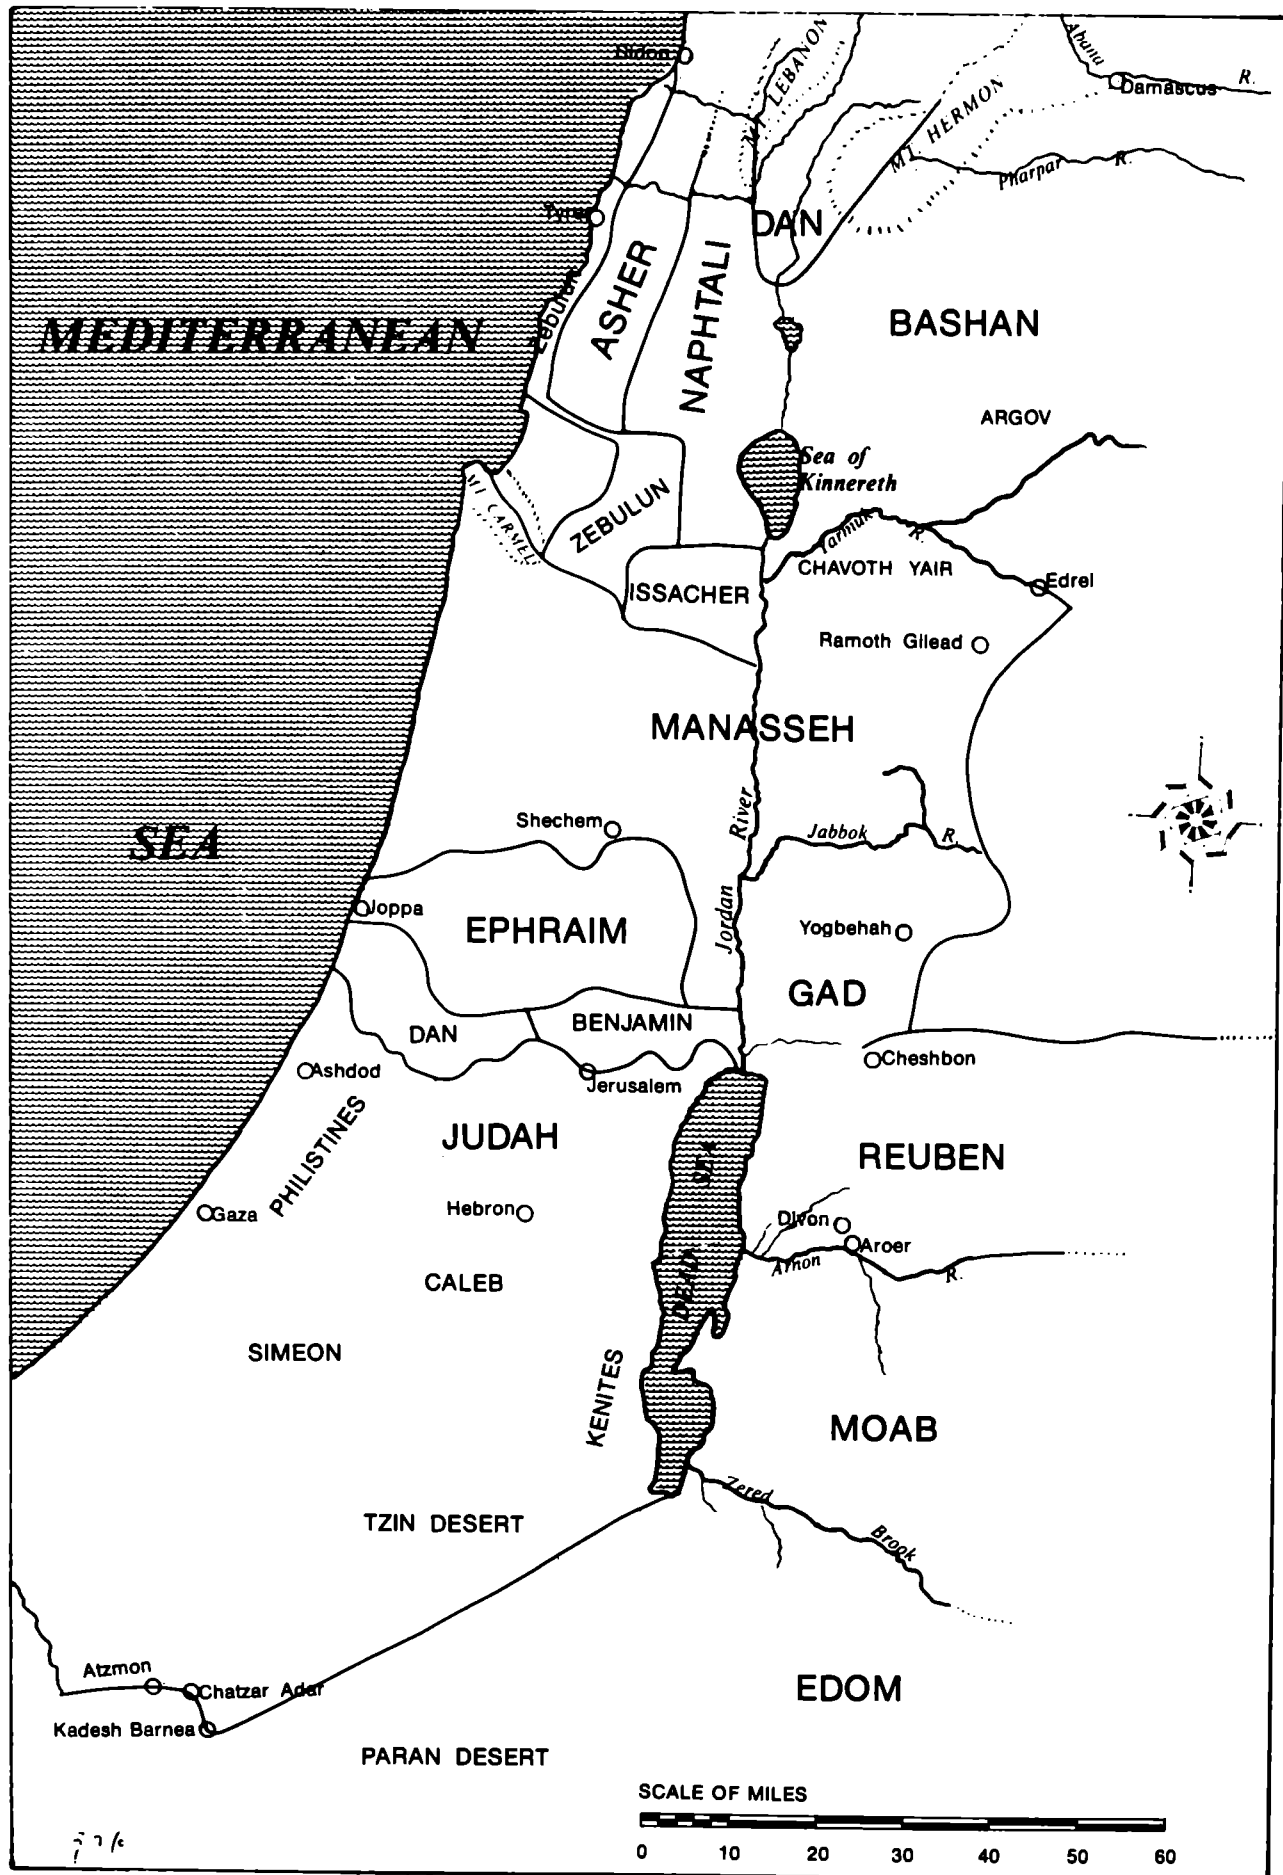 Sidon
MT. LEBANON
Abana
R.
Damascus
MT. HERMON
Pharpar R.
Tyre
DAN
ASHER
NAPHTALI
Zebulun
MEDITERRANEAN
BASHAN
ARGOV
Sea of
Kinnereth
MT. CARMEL
ZEBULUN
Yarmuk R.
CHAVOTH YAIR
Edrei
ISSACHER
Ramoth Gilead
MANASSEH
River
Shechem
SEA
Jabbok R.
Joppa
Jordan
EPHRAIM
Yogbehah
GAD
DAN
BENJAMIN
Cheshbon
Ashdod
Jerusalem
PHILISTINES
JUDAH
SEA
REUBEN
Gaza
Hebron
Divon
Aroer
Arnon R.
CALEB
DEAD
SIMEON
KENITES
MOAB
Zered
TZIN DESERT
Brook
Atzmon
Chatzar Adar
EDOM
Kadesh Barnea
PARAN DESERT
SCALE OF MILES
0 10 20 30 40 50 60